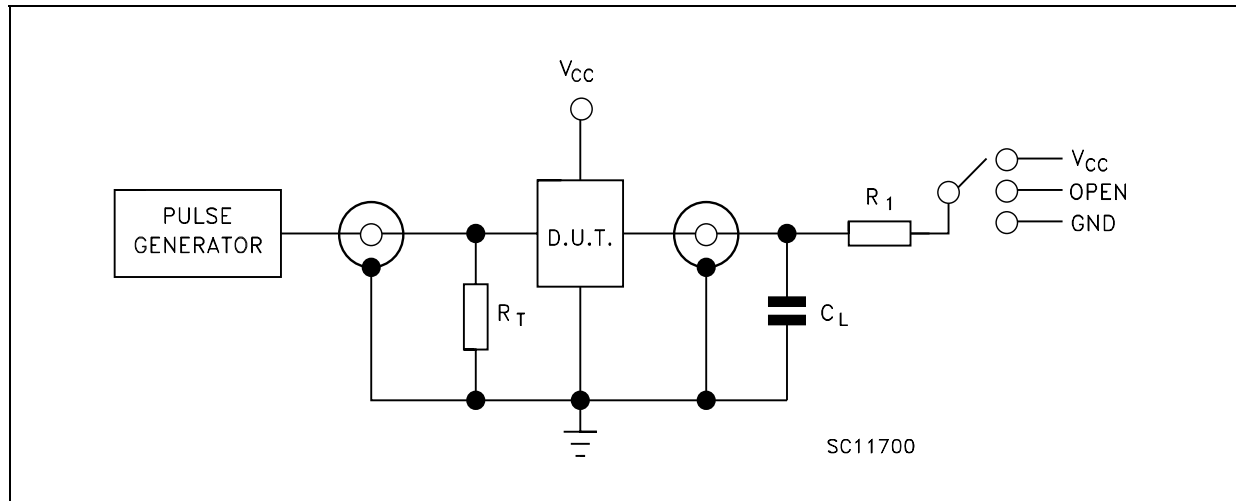 VCC
PULSE
GENERATOR
D.U.T.
RT
CL
R1
VCC
OPEN
GND
SC11700